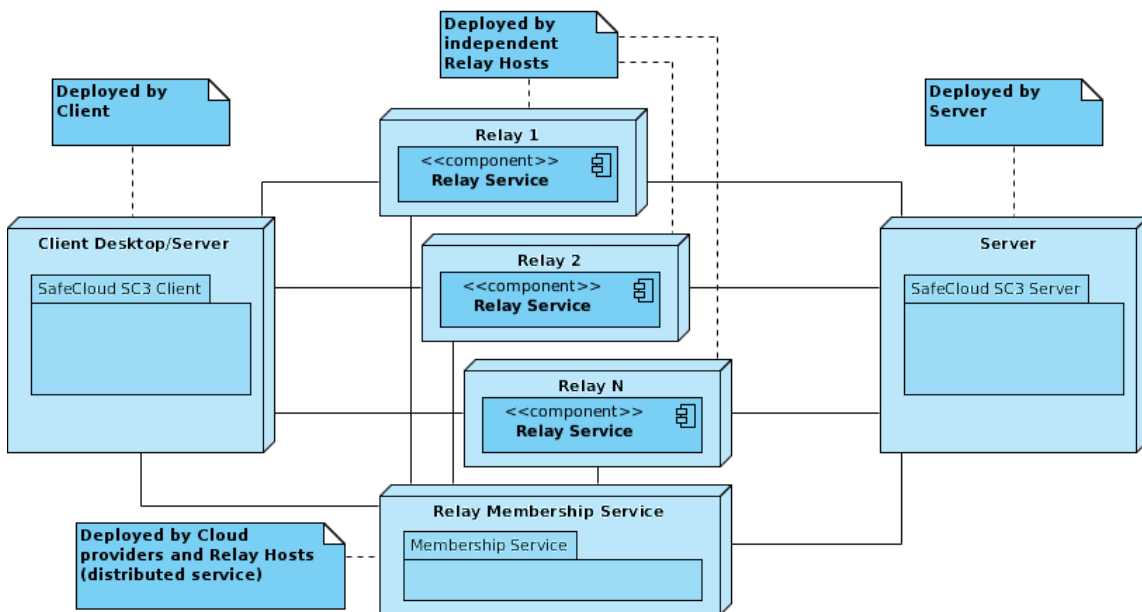 Deployed by
independent
Relay Hosts
Deployed by
Client
Deployed by
Server
Relay 1
<<component>>
Relay Service
Client Desktop/Server
SafeCloud SC3 Client
Relay 2
<<component>>
Relay Service
Server
SafeCloud SC3 Server
Relay N
<<component>>
Relay Service
Relay Membership Service
Membership Service
Deployed by Cloud
providers and Relay Hosts
(distributed service)